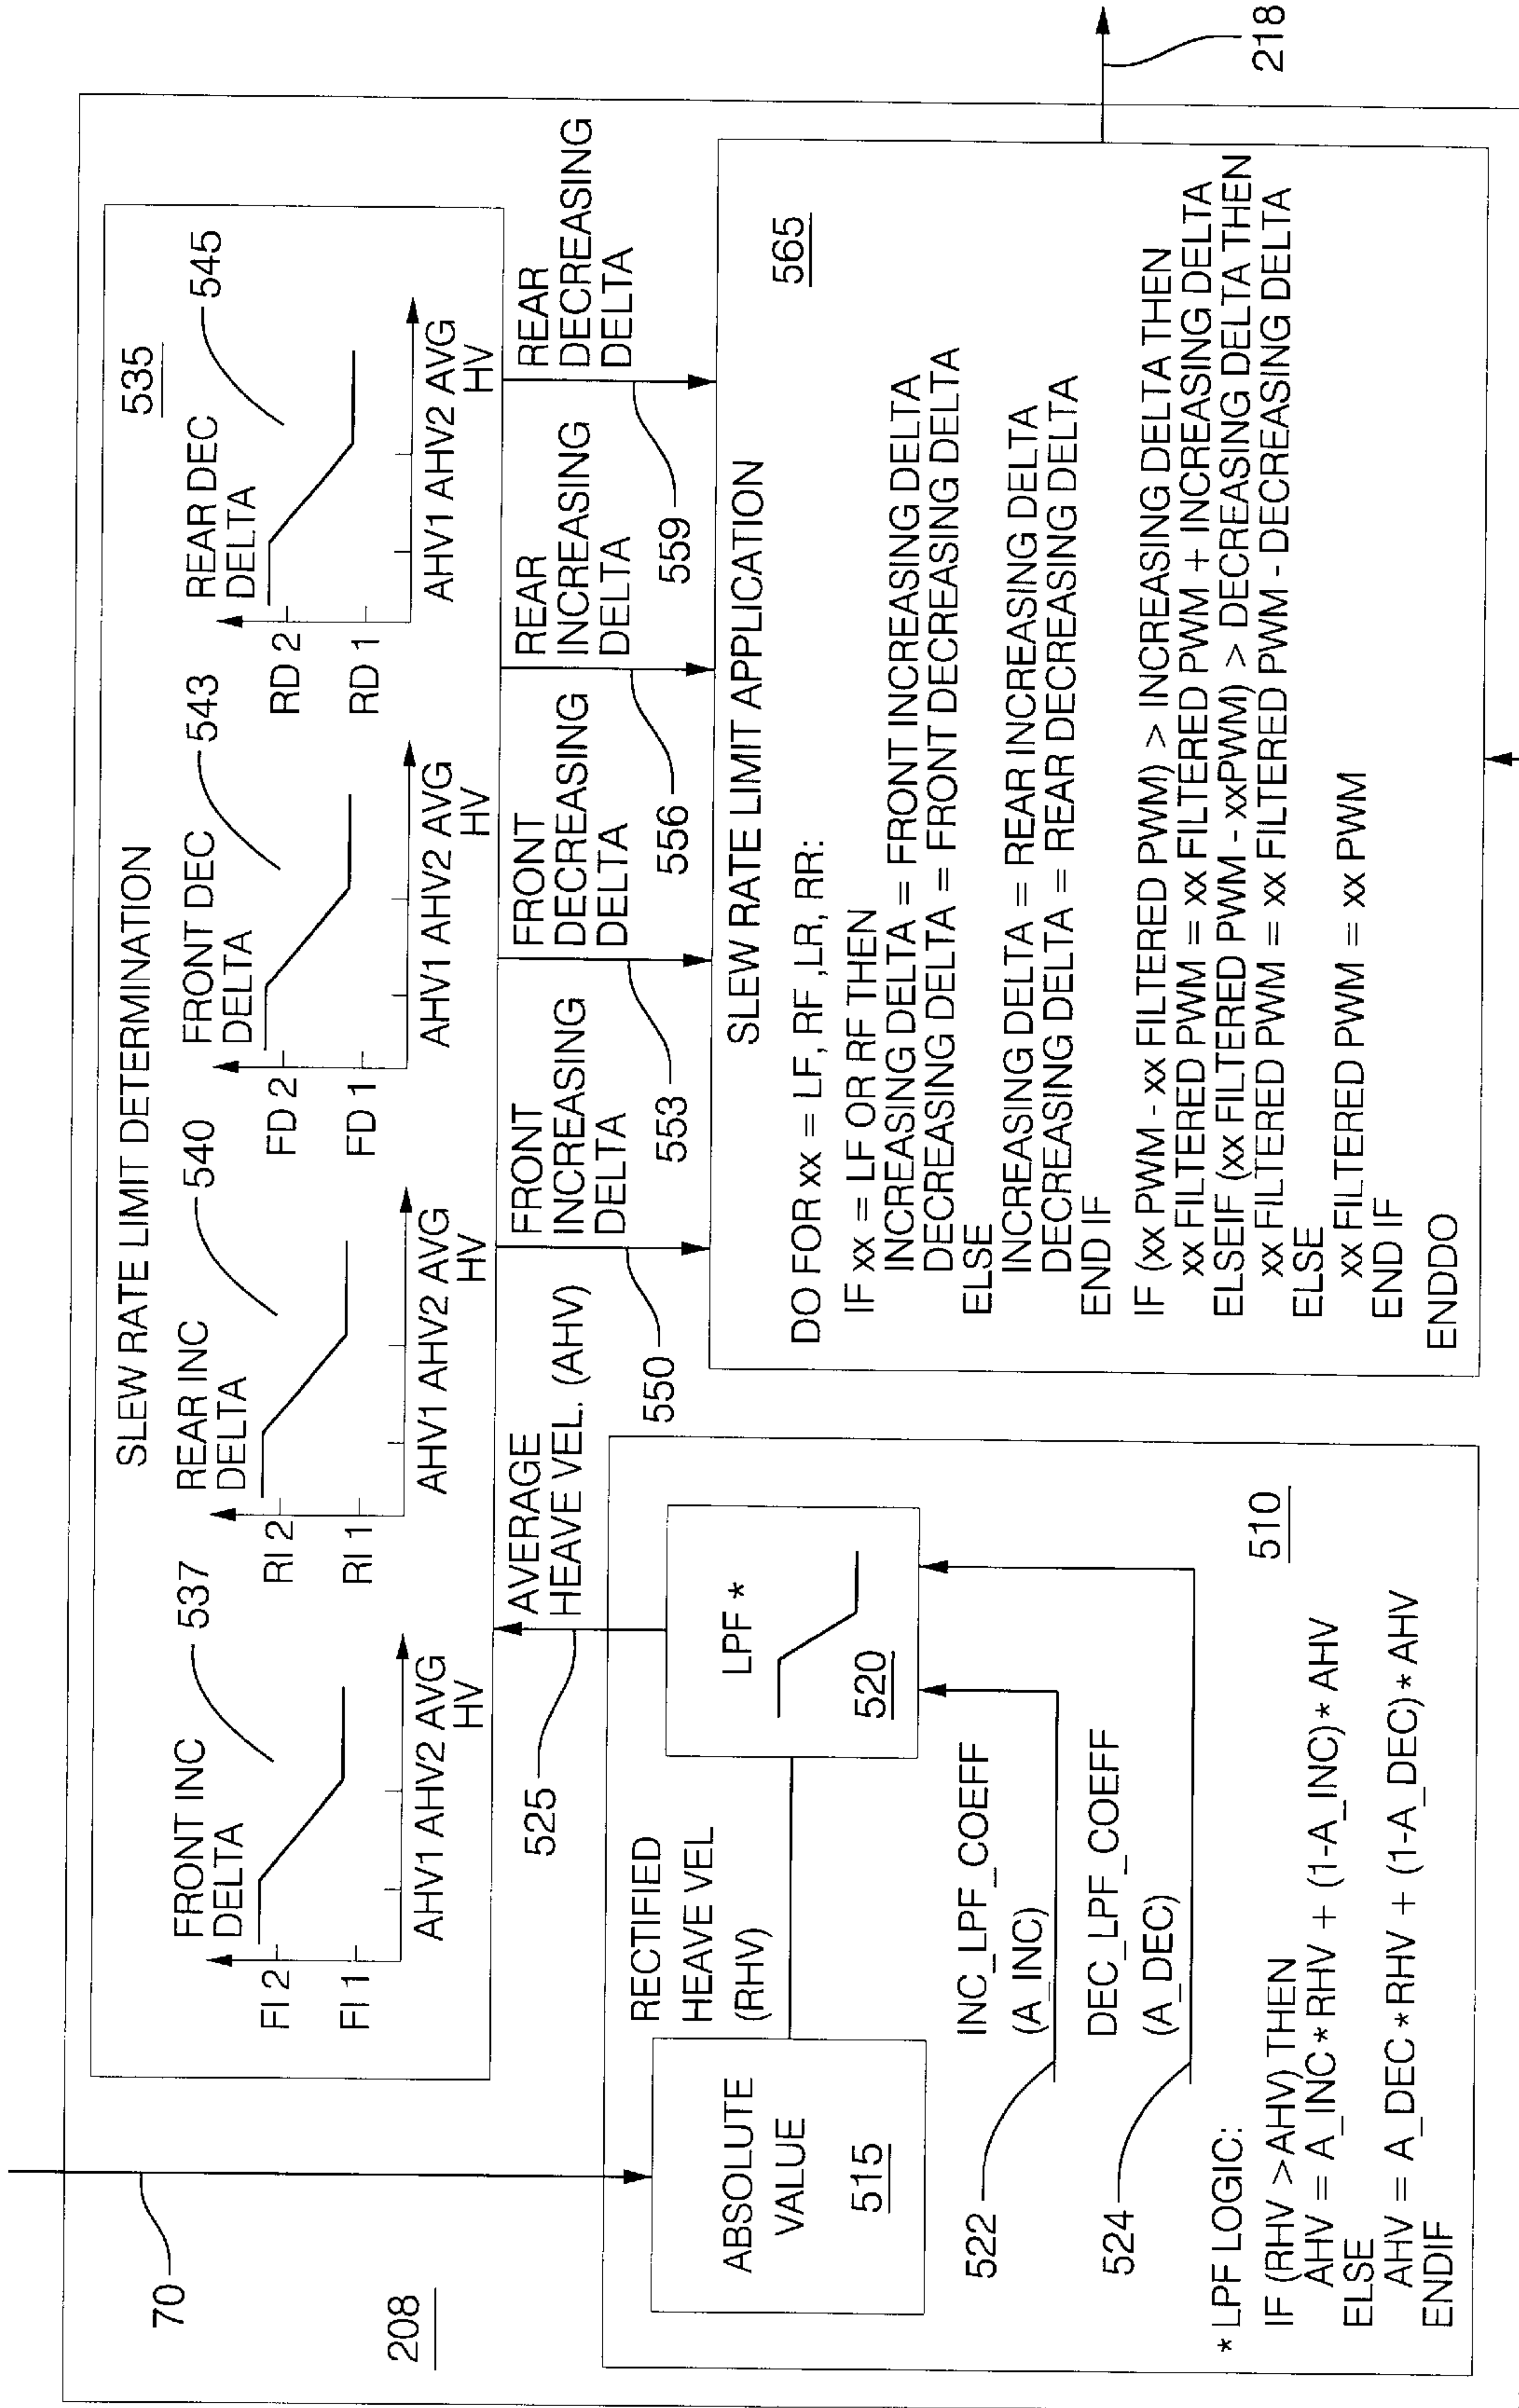 70
208
SLEW RATE LIMIT DETERMINATION
535
FRONT INC
DELTA
537
FI 2
FI 1
AHV1 AHV2 AVG
HV
REAR INC
DELTA
540
RI 2
RI 1
AHV1 AHV2 AVG
HV
FRONT DEC
DELTA
543
FD 2
FD 1
AHV1 AHV2 AVG
HV
REAR DEC
DELTA
545
RD 2
RD 1
AHV1 AHV2 AVG
HV
525
AVERAGE
HEAVE VEL. (AHV)
550
FRONT
INCREASING
DELTA
553
FRONT
DECREASING
DELTA
556
REAR
INCREASING
DELTA
559
REAR
DECREASING
DELTA
ABSOLUTE
VALUE
515
RECTIFIED
HEAVE VEL
(RHV)
LPF *
520
522
INC_LPF_COEFF
(A_INC)
524
DEC_LPF_COEFF
(A_DEC)
510
* LPF LOGIC:
IF (RHV > AHV) THEN
AHV = A_INC * RHV + (1-A_INC) * AHV
ELSE
AHV = A_DEC * RHV + (1-A_DEC) * AHV
ENDIF
SLEW RATE LIMIT APPLICATION
565
DO FOR xx = LF, RF ,LR, RR:
IF xx = LF OR RF THEN
INCREASING DELTA = FRONT INCREASING DELTA
DECREASING DELTA = FRONT DECREASING DELTA
ELSE
INCREASING DELTA = REAR INCREASING DELTA
DECREASING DELTA = REAR DECREASING DELTA
END IF
IF (xx PWM - xx FILTERED PWM) > INCREASING DELTA THEN
xx FILTERED PWM = xx FILTERED PWM + INCREASING DELTA
ELSEIF (xx FILTERED PWM - xxPWM) > DECREASING DELTA THEN
xx FILTERED PWM = xx FILTERED PWM - DECREASING DELTA
ELSE
xx FILTERED PWM = xx PWM
END IF
ENDDO
218